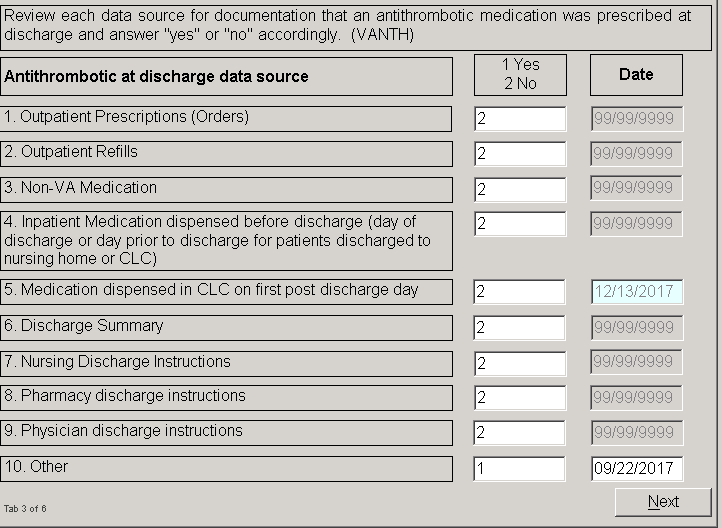 Review each data source for documentation that an antithrombotic medication was prescribed at
discharge and answer "yes" or "no" accordingly. (VANTH)
Antithrombotic at discharge data source
1 Yes
2 No
Date
1. Outpatient Prescriptions (Orders) 2 99/99/9999
2. Outpatient Refills 2 99/99/9999
3. Non-VA Medication 2 99/99/9999
4. Inpatient Medication dispensed before discharge (day of 2 99/99/9999
discharge or day prior to discharge for patients discharged to
nursing home or CLC)
5. Medication dispensed in CLC on first post discharge day 2 12/13/2017
6. Discharge Summary 2 99/99/9999
7. Nursing Discharge Instructions 2 99/99/9999
8. Pharmacy discharge instructions 2 99/99/9999
9. Physician discharge instructions 2 99/99/9999
10. Other 1 09/22/2017
Tab 3 of 6
Next